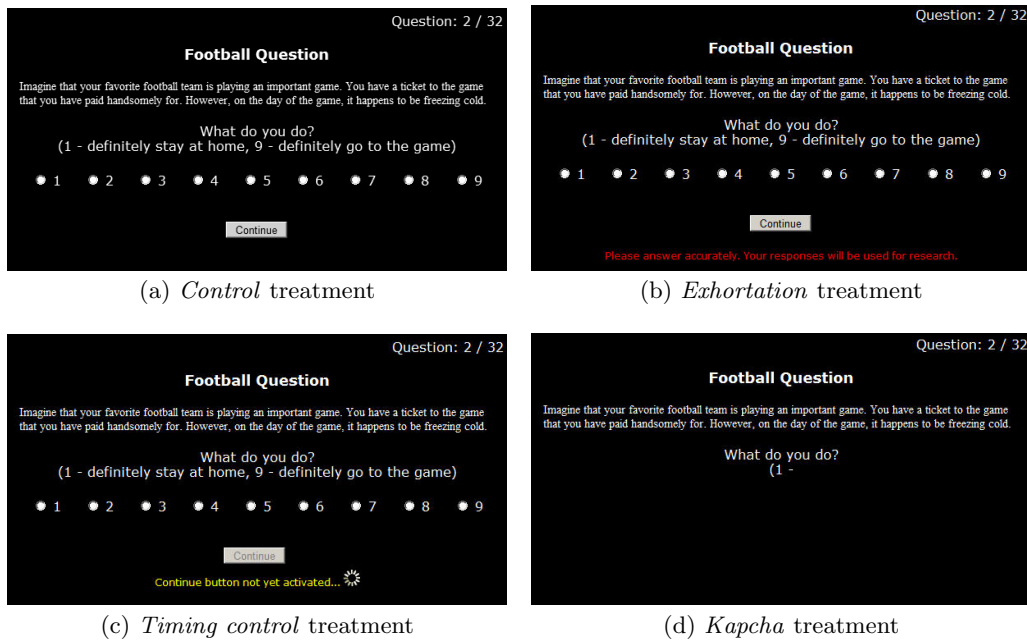 Question: 2 / 32
Football Question
Imagine that your favorite football team is playing an important game. You have a ticket to the game
that you have paid handsomely for. However, on the day of the game, it happens to be freezing cold.
What do you do?
(1 - definitely stay at home, 9 - definitely go to the game)
1 2 3 4 5 6 7 8 9
Continue
(a) Control treatment
Question: 2 / 32
Football Question
Imagine that your favorite football team is playing an important game. You have a ticket to the game
that you have paid handsomely for. However, on the day of the game, it happens to be freezing cold.
What do you do?
(1 - definitely stay at home, 9 - definitely go to the game)
1 2 3 4 5 6 7 8 9
Continue
Please answer accurately. Your responses will be used for research.
(b) Exhortation treatment
Question: 2 / 32
Football Question
Imagine that your favorite football team is playing an important game. You have a ticket to the game
that you have paid handsomely for. However, on the day of the game, it happens to be freezing cold.
What do you do?
(1 - definitely stay at home, 9 - definitely go to the game)
1 2 3 4 5 6 7 8 9
Continue
Continue button not yet activated...
(c) Timing control treatment
Question: 2 / 32
Football Question
Imagine that your favorite football team is playing an important game. You have a ticket to the game
that you have paid handsomely for. However, on the day of the game, it happens to be freezing cold.
What do you do?
(1 -
(d) Kapcha treatment